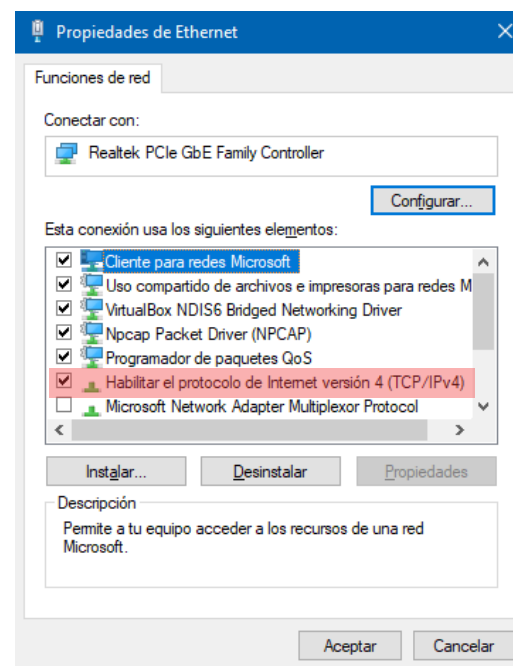 Propiedades de Ethernet
Funciones de red
Conectar con:
Realtek PCIe GbE Family Controller
Configurar...
Esta conexión usa los siguientes elementos:
Cliente para redes Microsoft
Uso compartido de archivos e impresoras para redes M
VirtualBox NDIS6 Bridged Networking Driver
Npcap Packet Driver (NPCAP)
Programador de paquetes QoS
Habilitar el protocolo de Internet versión 4 (TCP/IPv4)
Microsoft Network Adapter Multiplexor Protocol
Instalar... Desinstalar Propiedades
Descripción
Permite a tu equipo acceder a los recursos de una red
Microsoft.
Aceptar Cancelar